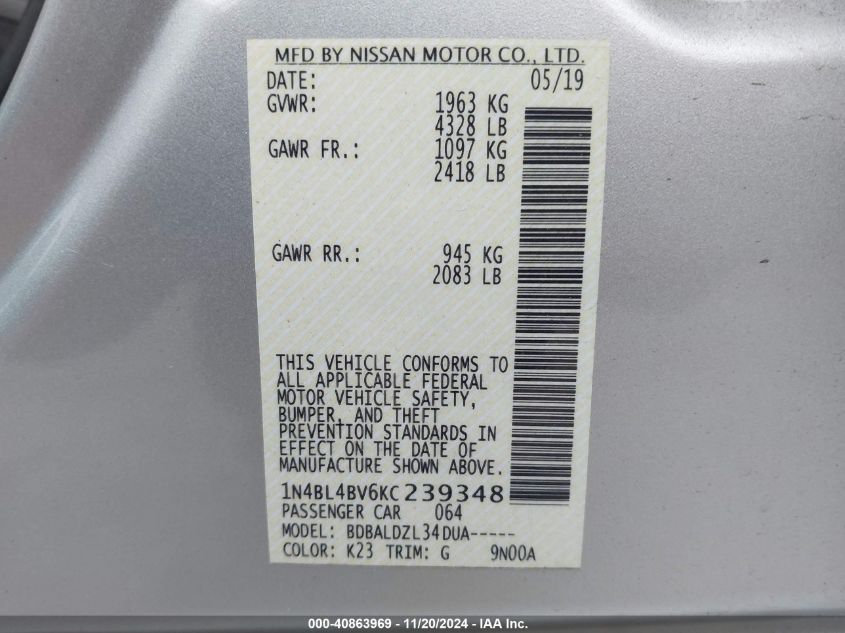 MFD BY NISSAN MOTOR CO., LTD.
DATE: 05/19
GVWR: 1963 KG
4328 LB
GAWR FR.: 1097 KG
2418 LB
GAWR RR.: 945 KG
2083 LB
THIS VEHICLE CONFORMS TO
ALL APPLICABLE FEDERAL
MOTOR VEHICLE SAFETY,
BUMPER, AND THEFT
PREVENTION STANDARDS IN
EFFECT ON THE DATE OF
MANUFACTURE SHOWN ABOVE.
1N4BL4BV6KC239348
PASSENGER CAR 064
MODEL: BDBALDZL34DUA-----
COLOR: K23 TRIM: G 9N00A
000-40863969 - 11/20/2024 - IAA Inc.